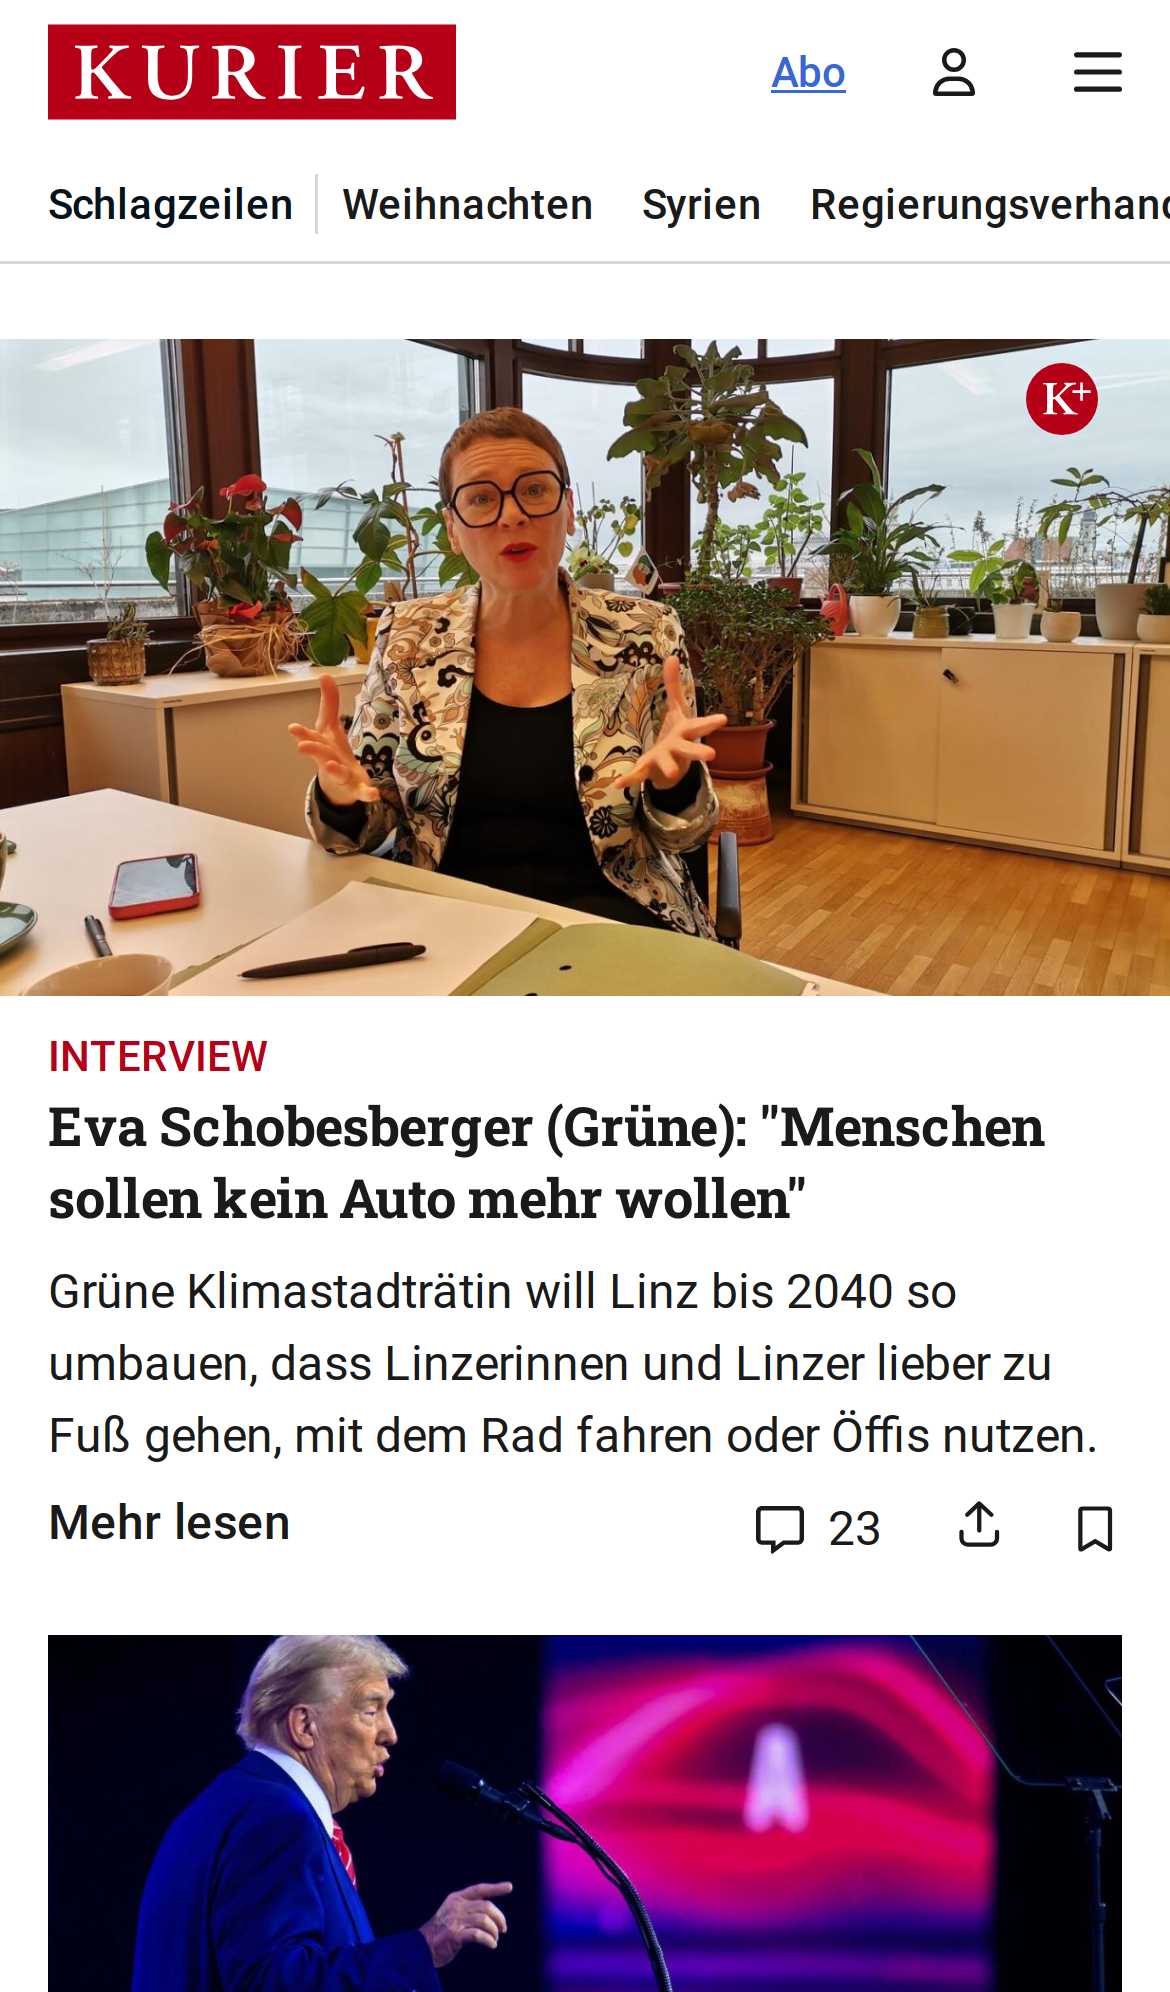 KURIER
Abo
Schlagzeilen
Weihnachten
Syrien
Regierungsverhand
K+
INTERVIEW
Eva Schobesberger (Grüne): "Menschen
sollen kein Auto mehr wollen"
Grüne Klimastadträtin will Linz bis 2040 so
umbauen, dass Linzerinnen und Linzer lieber zu
Fuß gehen, mit dem Rad fahren oder Öffis nutzen.
Mehr lesen
23